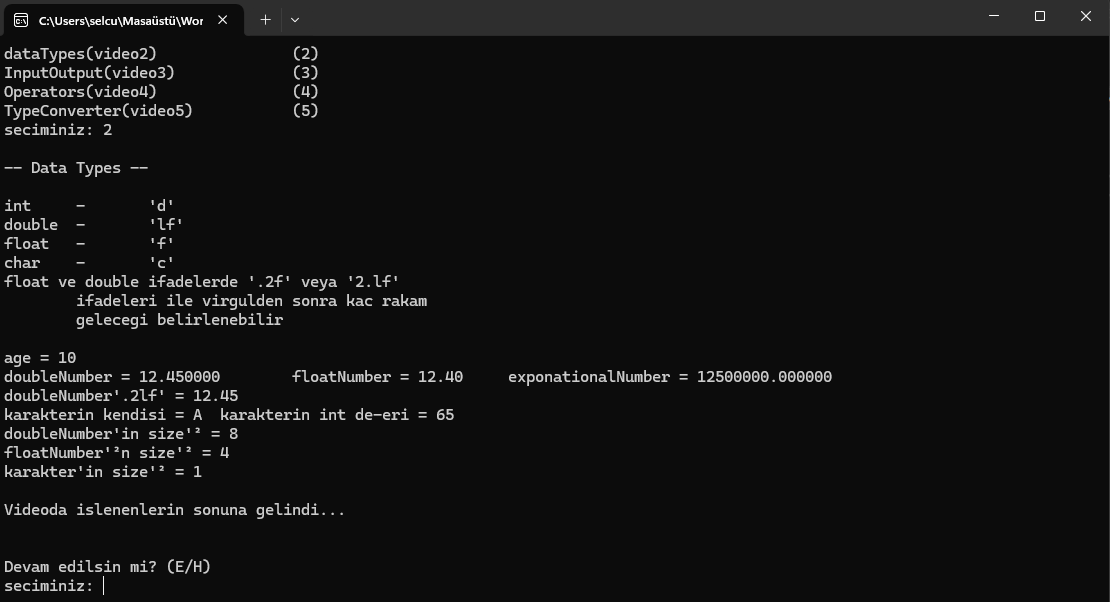 C:\Users\selcu\Masaüstü\Wor
dataTypes(video2)               (2)
InputOutput(video3)             (3)
Operators(video4)               (4)
TypeConverter(video5)           (5)
seciminiz: 2
-- Data Types --
int     -       'd'
double  -       'lf'
float   -       'f'
char    -       'c'
float ve double ifadelerde '.2f' veya '2.lf'
        ifadeleri ile virgulden sonra kac rakam
        gelecegi belirlenebilir
age = 10
doubleNumber = 12.450000        floatNumber = 12.40     exponationalNumber = 12500000.000000
doubleNumber'.2lf' = 12.45
karakterin kendisi = A  karakterin int de-eri = 65
doubleNumber'in size'² = 8
floatNumber'²n size'² = 4
karakter'in size'² = 1
Videoda islenenlerin sonuna gelindi...
Devam edilsin mi? (E/H)
seciminiz: